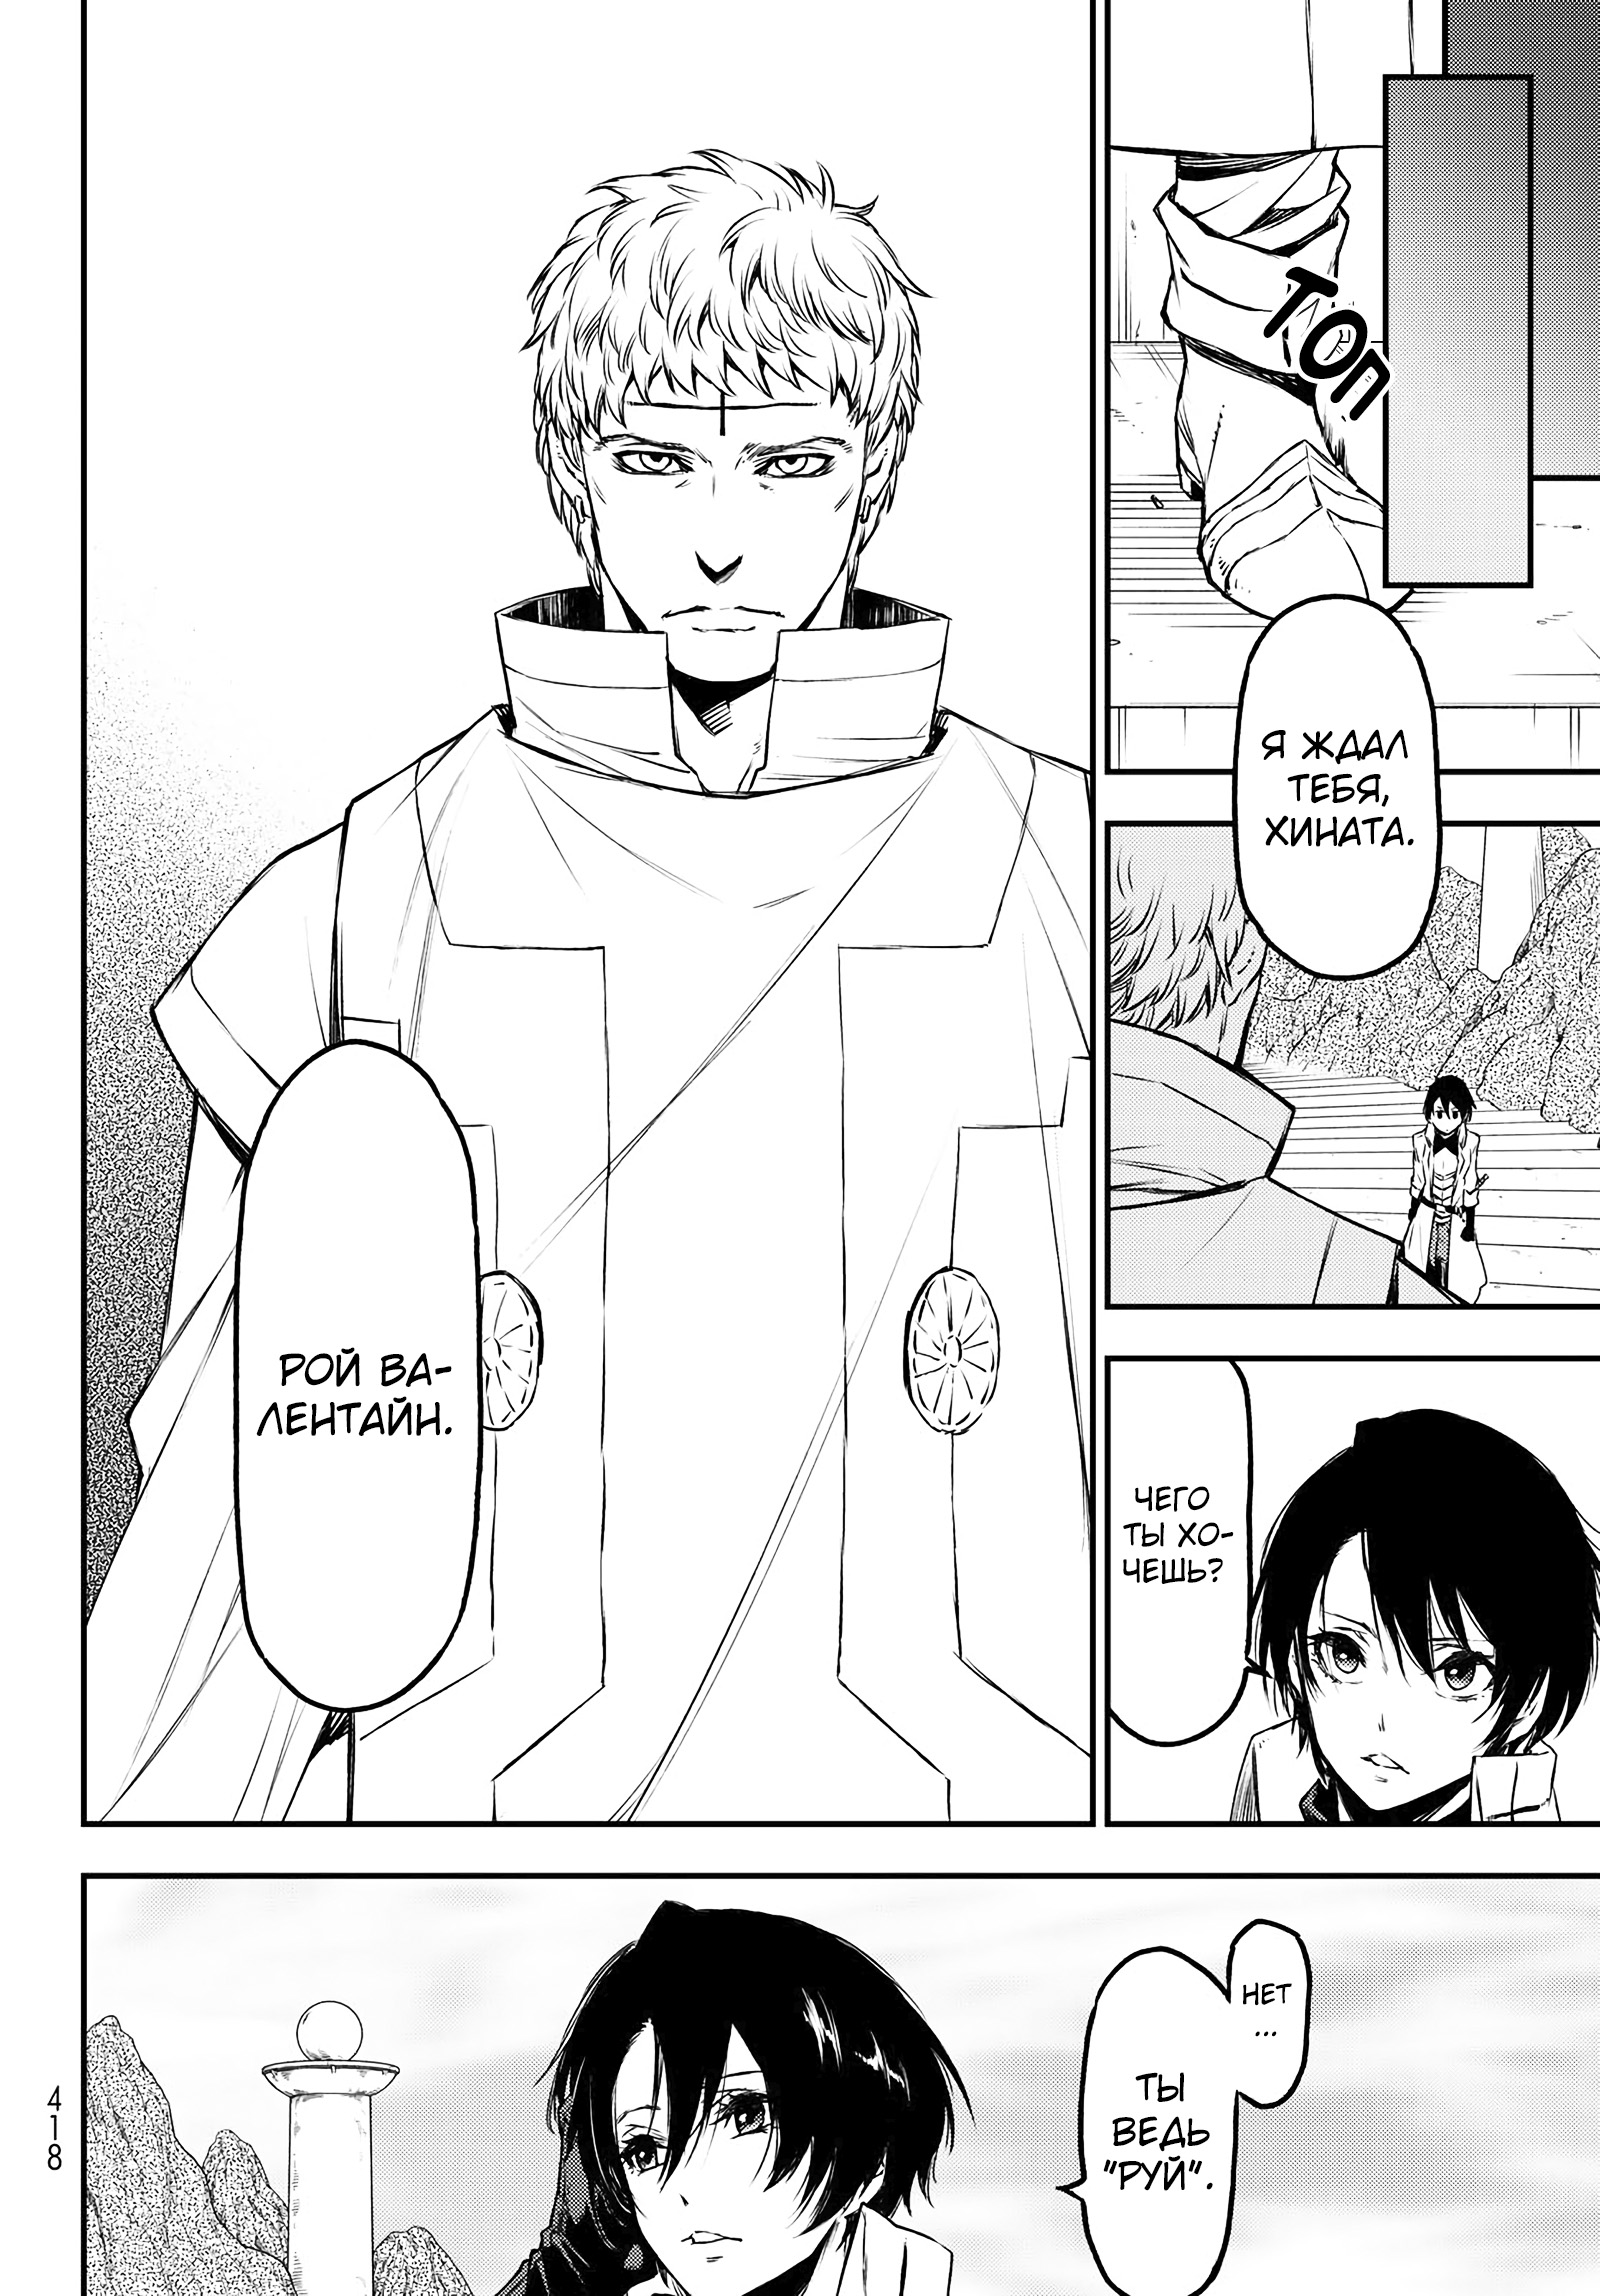 Топ
Я ЖДАЛ
ТЕБЯ,
ХИНАТА.
ЧЕГО
ТЫ ХО-
ЧЕШЬ?
РОЙ ВА-
ЛЕНТАЙН.
НЕТ
...
ТЫ
ВЕДЬ
"РУЙ".
418